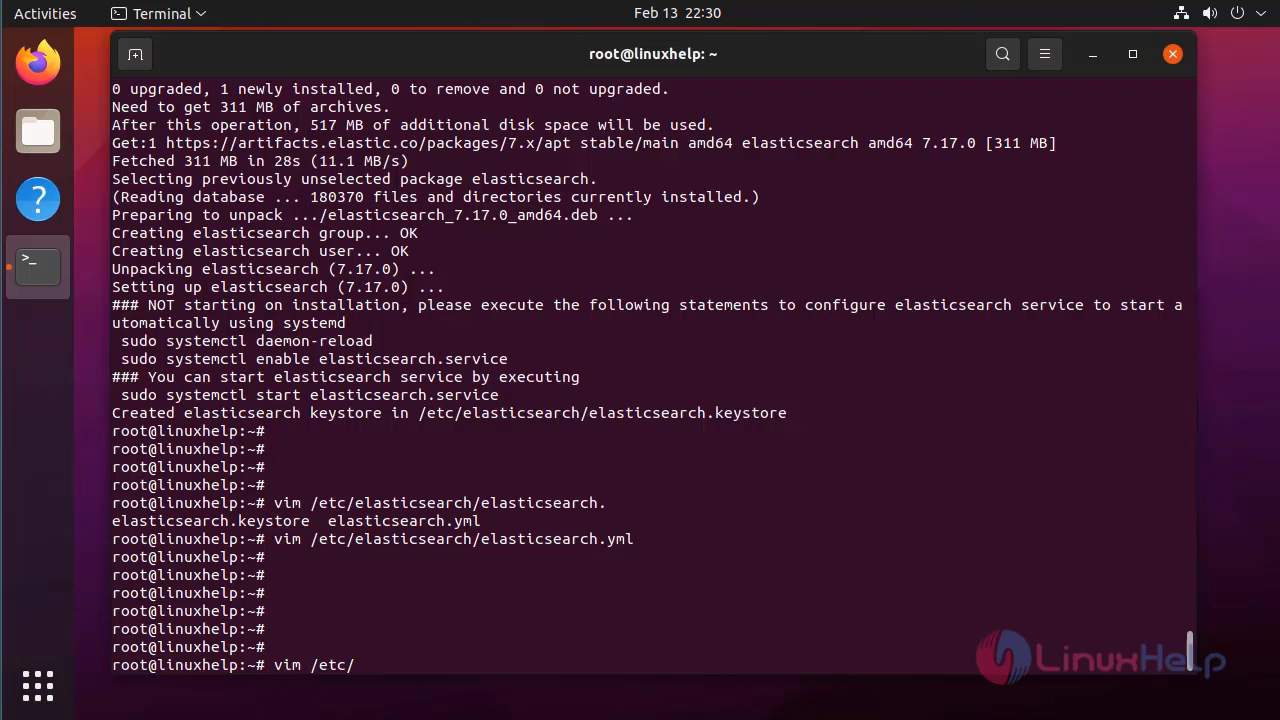 Activities
Terminal
Feb 13 22:30
root@linuxhelp: ~
0 upgraded, 1 newly installed, 0 to remove and 0 not upgraded.
Need to get 311 MB of archives.
After this operation, 517 MB of additional disk space will be used.
Get:1 https://artifacts.elastic.co/packages/7.x/apt stable/main amd64 elasticsearch amd64 7.17.0 [311 MB]
Fetched 311 MB in 28s (11.1 MB/s)
Selecting previously unselected package elasticsearch.
(Reading database ... 180370 files and directories currently installed.)
Preparing to unpack .../elasticsearch_7.17.0_amd64.deb ...
Creating elasticsearch group... OK
Creating elasticsearch user... OK
Unpacking elasticsearch (7.17.0) ...
Setting up elasticsearch (7.17.0) ...
### NOT starting on installation, please execute the following statements to configure elasticsearch service to start a
utomatically using systemd
 sudo systemctl daemon-reload
 sudo systemctl enable elasticsearch.service
### You can start elasticsearch service by executing
 sudo systemctl start elasticsearch.service
Created elasticsearch keystore in /etc/elasticsearch/elasticsearch.keystore
root@linuxhelp:~#
root@linuxhelp:~#
root@linuxhelp:~#
root@linuxhelp:~#
root@linuxhelp:~# vim /etc/elasticsearch/elasticsearch.
elasticsearch.keystore  elasticsearch.yml
root@linuxhelp:~# vim /etc/elasticsearch/elasticsearch.yml
root@linuxhelp:~#
root@linuxhelp:~#
root@linuxhelp:~#
root@linuxhelp:~#
root@linuxhelp:~#
root@linuxhelp:~#
root@linuxhelp:~# vim /etc/
LinuxHelp